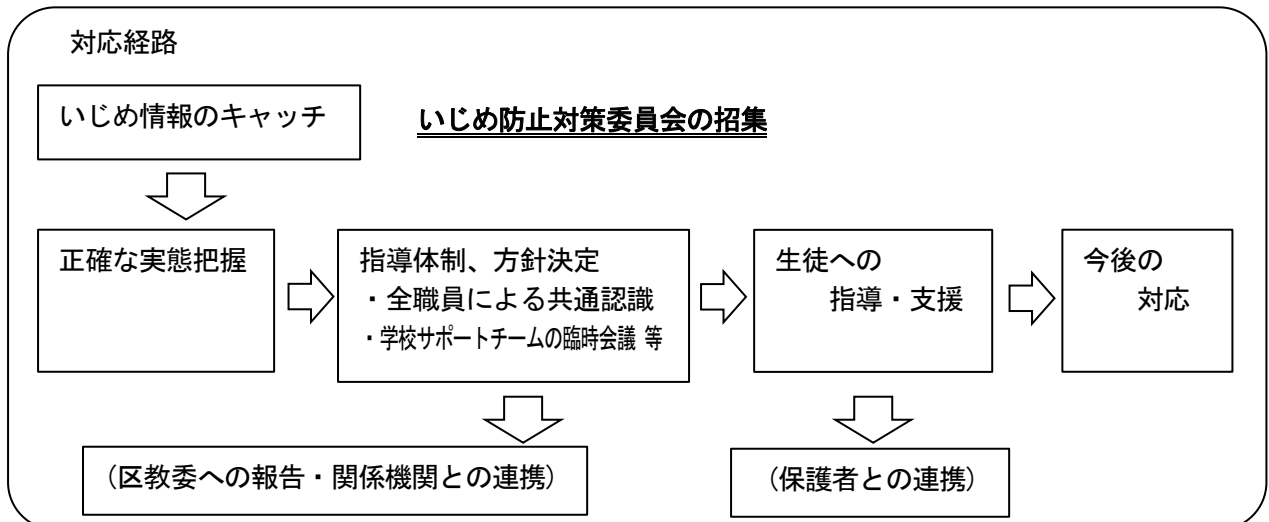 対応経路
いじめ情報のキャッチ
いじめ防止対策委員会の招集
正確な実態把握
指導体制、方針決定
・全職員による共通認識
・学校サポートチームの臨時会議 等
生徒への
指導・支援
今後の
対応
(区教委への報告・関係機関との連携)
(保護者との連携)